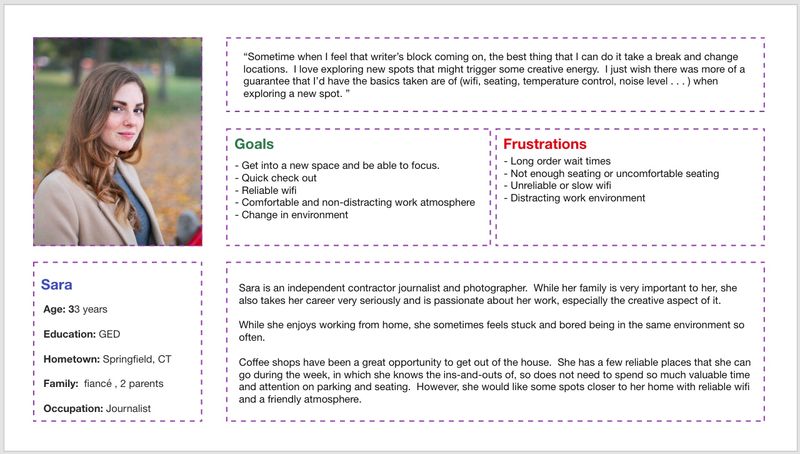 “Sometime when I feel that writer’s block coming on, the best thing that I can do it take a break and change
locations.  I love exploring new spots that might trigger some creative energy.  I just wish there was more of a
guarantee that I’d have the basics taken are of (wifi, seating, temperature control, noise level . . . ) when
exploring a new spot. ”
Goals
- Get into a new space and be able to focus.
- Quick check out
- Reliable wifi
- Comfortable and non-distracting work atmosphere
- Change in environment
Frustrations
- Long order wait times
- Not enough seating or uncomfortable seating
- Unreliable or slow wifi
- Distracting work environment
Sara
Age: 33 years
Education: GED
Hometown: Springfield, CT
Family:  fiancé , 2 parents
Occupation: Journalist
Sara is an independent contractor journalist and photographer.  While her family is very important to her, she
also takes her career very seriously and is passionate about her work, especially the creative aspect of it.
While she enjoys working from home, she sometimes feels stuck and bored being in the same environment so
often.
Coffee shops have been a great opportunity to get out of the house.  She has a few reliable places that she can
go during the week, in which she knows the ins-and-outs of, so does not need to spend so much valuable time
and attention on parking and seating.  However, she would like some spots closer to her home with reliable wifi
and a friendly atmosphere.